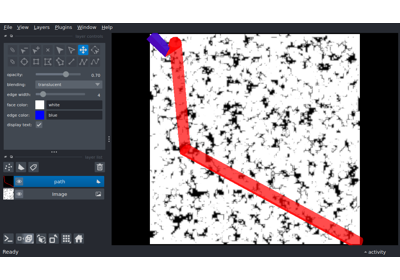 File View Layers Plugins Window Help
opacity: 0.70
blending: translucent
edge width: 4
face color: white
edge color: blue
display text:
path
Image
Ready
activity